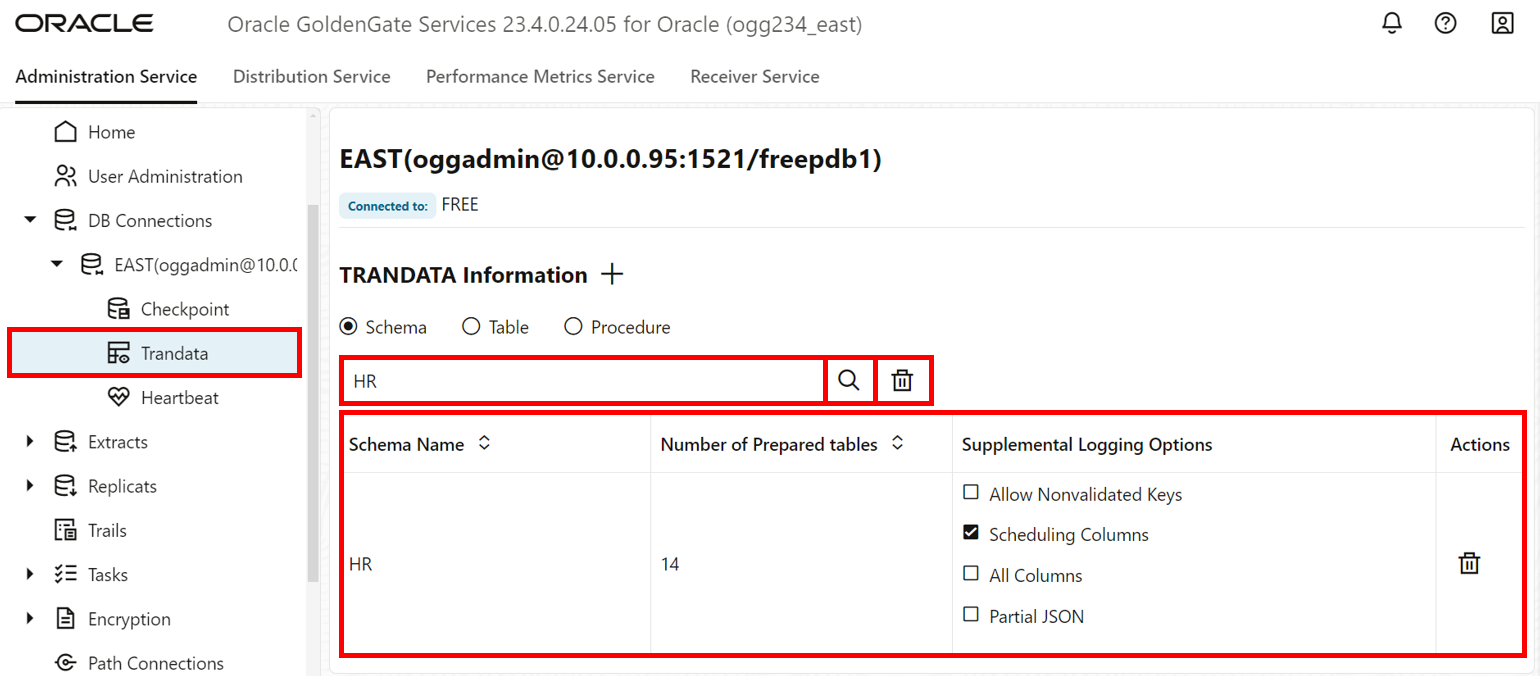 ORACLE Oracle GoldenGate Services 23.4.0.24.05 for Oracle (ogg234_east)
Administration Service Distribution Service Performance Metrics Service Receiver Service
Home
User Administration
DB Connections
EAST(oggadmin@10.0.0
Checkpoint
Trandata
Heartbeat
Extracts
Replicats
Trails
Tasks
Encryption
Path Connections
EAST(oggadmin@10.0.0.95:1521/freepdb1)
Connected to: FREE
TRANDATA Information
Schema Table Procedure
HR
Schema Name Number of Prepared tables Supplemental Logging Options Actions
HR 14
Allow Nonvalidated Keys
Scheduling Columns
All Columns
Partial JSON